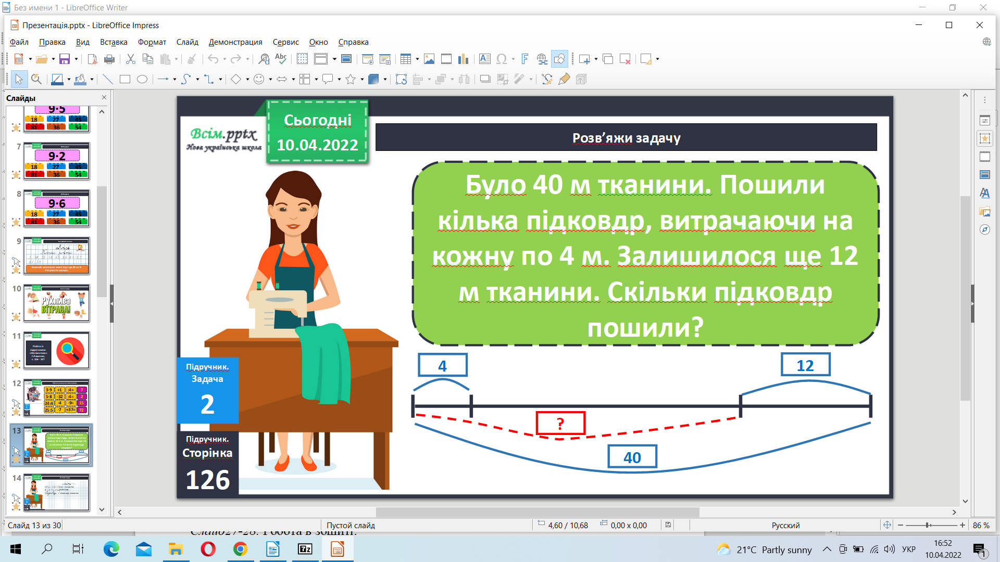 Без имени 1 - LibreOffice Writer
Презентація.pptx - LibreOffice Impress
Файл Правка Вид Вставка Формат Слайд Демонстрация Сервис Окно Справка
Слайды
9·5
18 27 45
81 36 54
7
9·2
18 27 45
81 36 54
8
9·6
18 27 45
81 36 54
9
10
РУХЛИВА
ВПРАВА!
11
Робота із
підручником
«Математика»
12
3·9 +1 :4= 7
5·8 -32 :4= 2
24:4 ·4 -9= 15
25:5 ·7 +37= 72
13
14
Всім.pptx
Нова українська школа
Сьогодні
10.04.2022
Розв’яжи задачу
Було 40 м тканини. Пошили
кілька підковдр, витрачаючи на
кожну по 4 м. Залишилося ще 12
м тканини. Скільки підковдр
пошили?
4
12
?
40
Підручник.
Задача
2
Підручник.
Сторінка
126
Слайд 13 из 30
Пустой слайд
4,60 / 10,68
0,00 x 0,00
Русский
86 %
21°C Partly sunny
УКР
16:52
10.04.2022
1